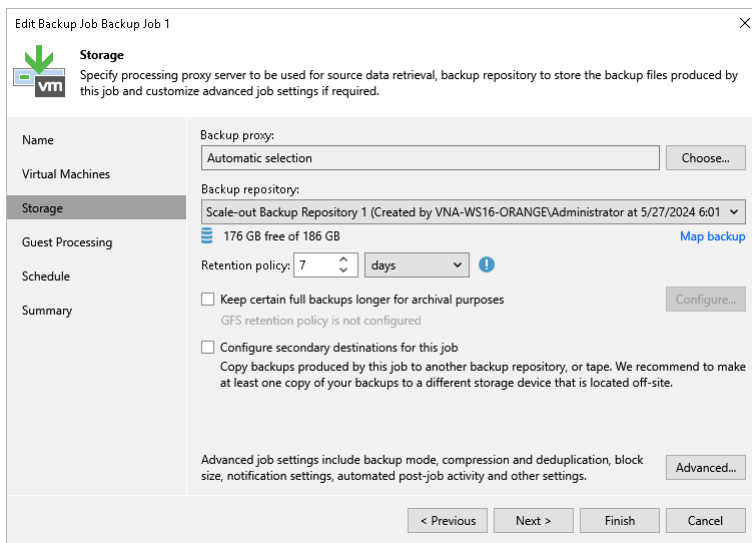 Edit Backup Job Backup Job 1
Storage
Specify processing proxy server to be used for source data retrieval, backup repository to store the backup files produced by
this job and customize advanced job settings if required.
vm
Name
Virtual Machines
Storage
Guest Processing
Schedule
Summary
Backup proxy:
Automatic selection
Choose...
Backup repository:
Scale-out Backup Repository 1 (Created by VNA-WS16-ORANGE\Administrator at 5/27/2024 6:01
176 GB free of 186 GB
Map backup
Retention policy: 7 days
Keep certain full backups longer for archival purposes
Configure...
GFS retention policy is not configured
Configure secondary destinations for this job
Copy backups produced by this job to another backup repository, or tape. We recommend to make
at least one copy of your backups to a different storage device that is located off-site.
Advanced job settings include backup mode, compression and deduplication, block
size, notification settings, automated post-job activity and other settings.
Advanced...
< Previous
Next >
Finish
Cancel